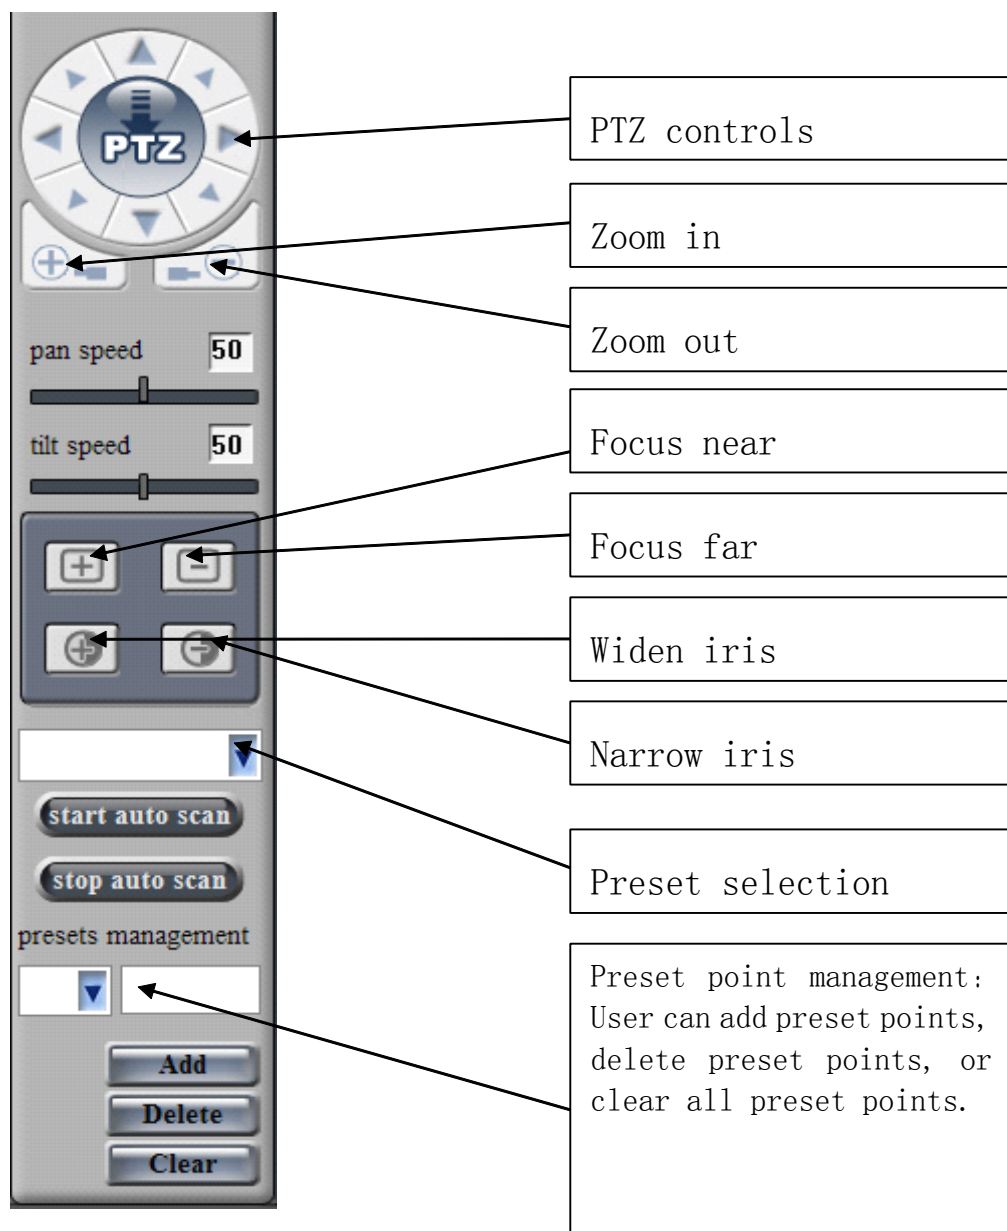 PTZ
PTZ controls
Zoom in
Zoom out
pan speed 50
tilt speed 50
Focus near
Focus far
Widen iris
Narrow iris
start auto scan
stop auto scan
Preset selection
presets management
Preset point management:
User can add preset points,
delete preset points, or
clear all preset points.
Add
Delete
Clear